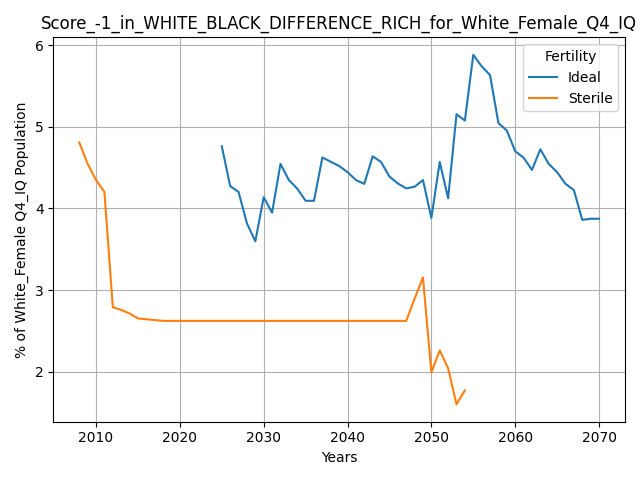 Score_-1_in_WHITE_BLACK_DIFFERENCE_RICH_for_White_Female_Q4_IQ
Fertility
Ideal
Sterile
% of White_Female Q4_IQ Population
6
5
4
3
2
2010 2020 2030 2040 2050 2060 2070
Years